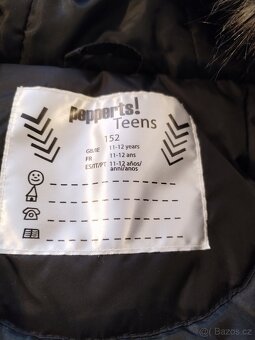 pepperts!
Teens
152
GB/IE 11-12 years
FR 11-12 ans
ES/IT/PT 11-12 años/
anni/anos
bazos.cz